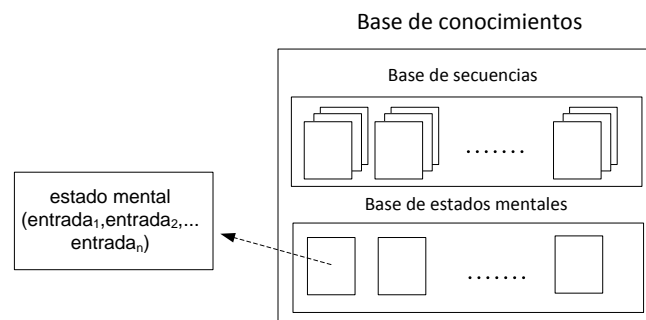 Base de conocimientos
Base de secuencias
.......
estado mental
(entrada₁,entrada₂,...
entradaₙ)
Base de estados mentales
.......